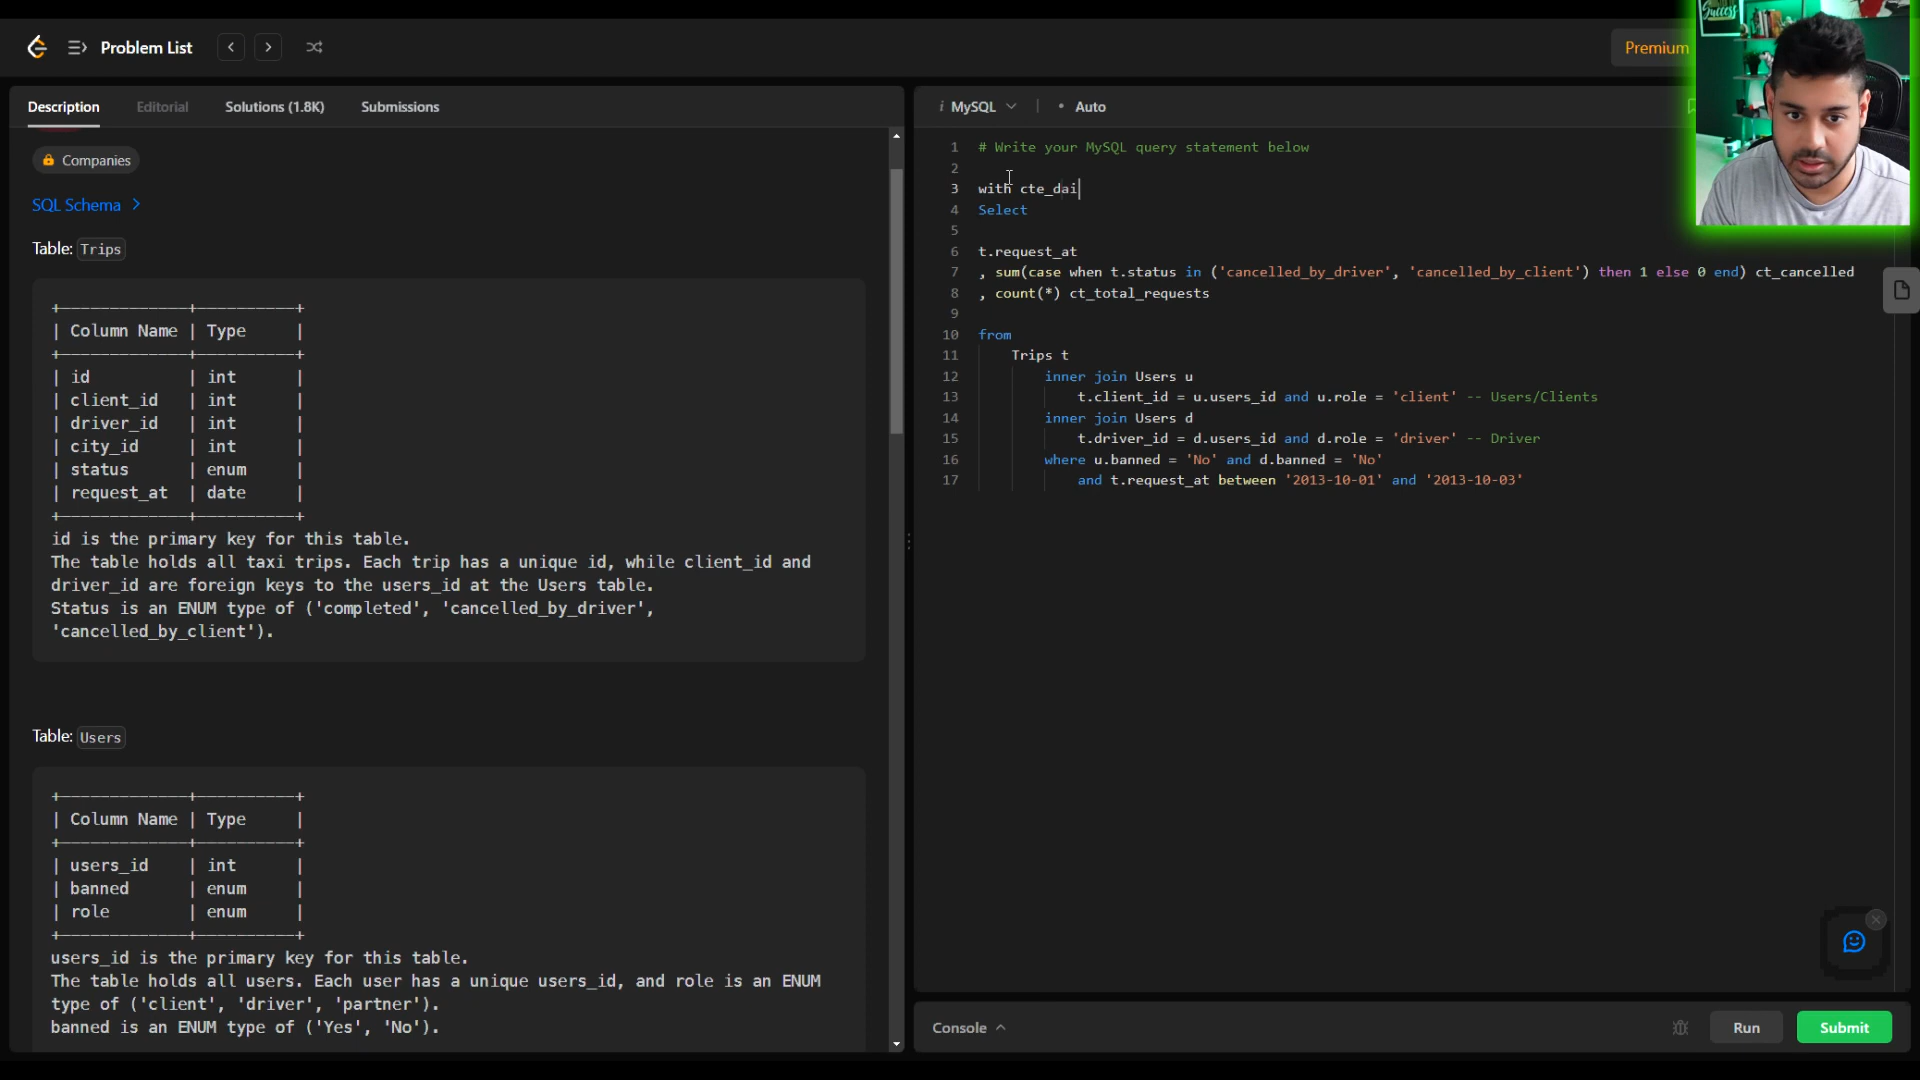 Problem List
Premium
Success
Description
Editorial
Solutions (1.8K)
Submissions
Companies
SQL Schema
Table: Trips
+-------------+----------+
| Column Name | Type     |
+-------------+----------+
| id          | int      |
| client_id   | int      |
| driver_id   | int      |
| city_id     | int      |
| status      | enum     |
| request_at  | date     |
+-------------+----------+
id is the primary key for this table.
The table holds all taxi trips. Each trip has a unique id, while client_id and
driver_id are foreign keys to the users_id at the Users table.
Status is an ENUM type of ('completed', 'cancelled_by_driver',
'cancelled_by_client').
Table: Users
+-------------+----------+
| Column Name | Type     |
+-------------+----------+
| users_id    | int      |
| banned      | enum     |
| role        | enum     |
+-------------+----------+
users_id is the primary key for this table.
The table holds all users. Each user has a unique users_id, and role is an ENUM
type of ('client', 'driver', 'partner').
banned is an ENUM type of ('Yes', 'No').
i MySQL
• Auto
1 # Write your MySQL query statement below
2
3 with cte_dai
4 Select
5
6 t.request_at
7 , sum(case when t.status in ('cancelled_by_driver', 'cancelled_by_client') then 1 else 0 end) ct_cancelled
8 , count(*) ct_total_requests
9
10 from
11 Trips t
12 inner join Users u
13 t.client_id = u.users_id and u.role = 'client' -- Users/Clients
14 inner join Users d
15 t.driver_id = d.users_id and d.role = 'driver' -- Driver
16 where u.banned = 'No' and d.banned = 'No'
17 and t.request_at between '2013-10-01' and '2013-10-03'
Console
Run
Submit